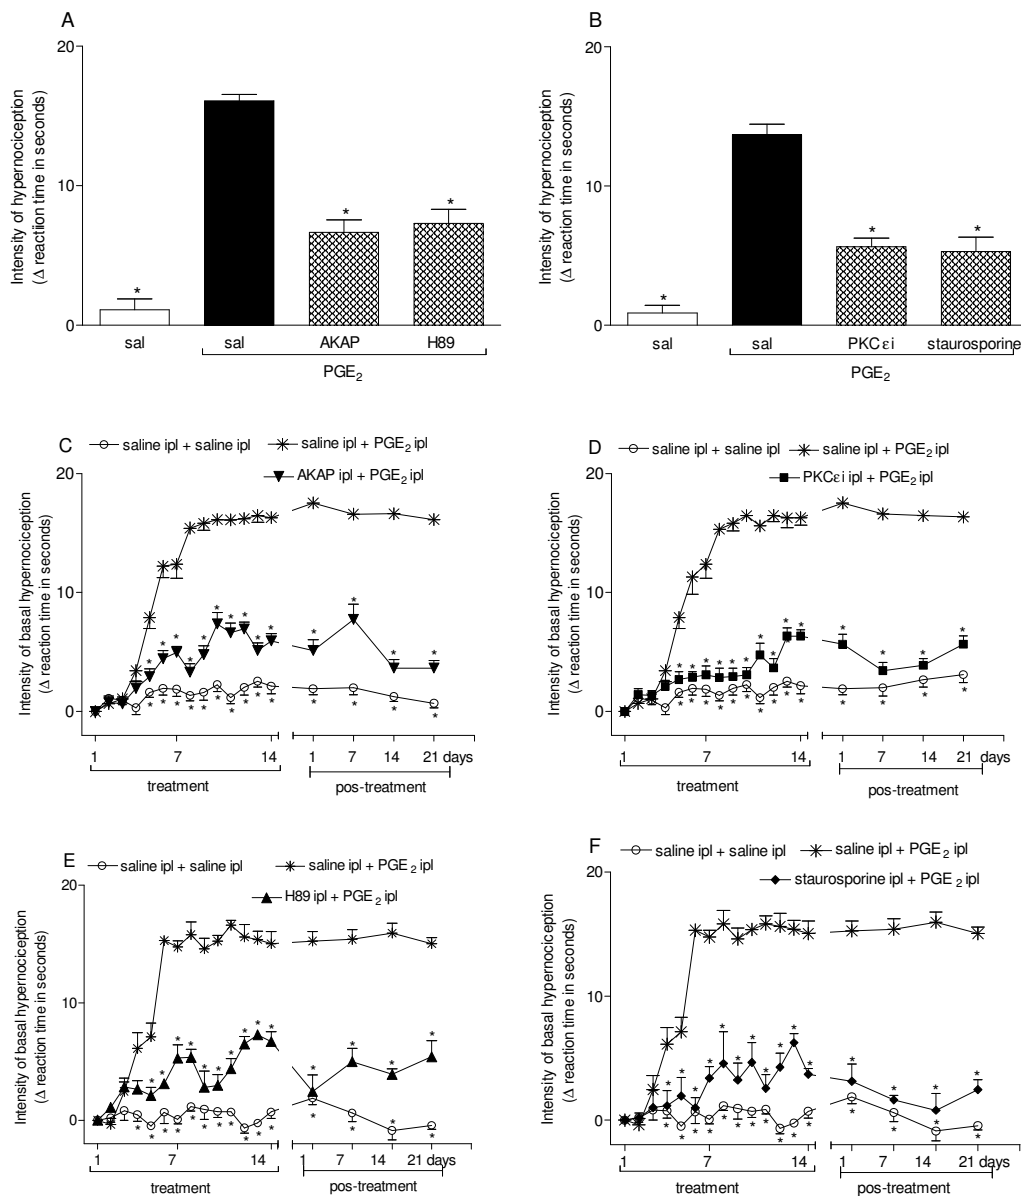 A
Intensity of hypernociception
(Δ reaction time in seconds)
20
10
0
*
*
*
sal
sal
AKAP
H89
PGE₂
B
Intensity of hypernociception
(Δ reaction time in seconds)
20
10
0
*
*
*
sal
sal
PKCεi
staurosporine
PGE₂
C
saline ipl + saline ipl
saline ipl + PGE₂ ipl
AKAP ipl + PGE₂ ipl
Intensity of basal hypernociception
(Δ reaction time in seconds)
20
10
0
1 7 14 1 7 14 21 days
treatment
pos-treatment
D
saline ipl + saline ipl
saline ipl + PGE₂ ipl
PKCεi ipl + PGE₂ ipl
Intensity of basal hypernociception
(Δ reaction time in seconds)
20
10
0
1 7 14 1 7 14 21 days
treatment
pos-treatment
E
saline ipl + saline ipl
saline ipl + PGE₂ ipl
H89 ipl + PGE₂ ipl
Intensity of basal hypernociception
(Δ reaction time in seconds)
20
10
0
1 7 14 1 7 14 21 days
treatment
pos-treatment
F
saline ipl + saline ipl
saline ipl + PGE₂ ipl
staurosporine ipl + PGE₂ ipl
Intensity of basal hypernociception
(Δ reaction time in seconds)
20
10
0
1 7 14 1 7 14 21 days
treatment
pos-treatment